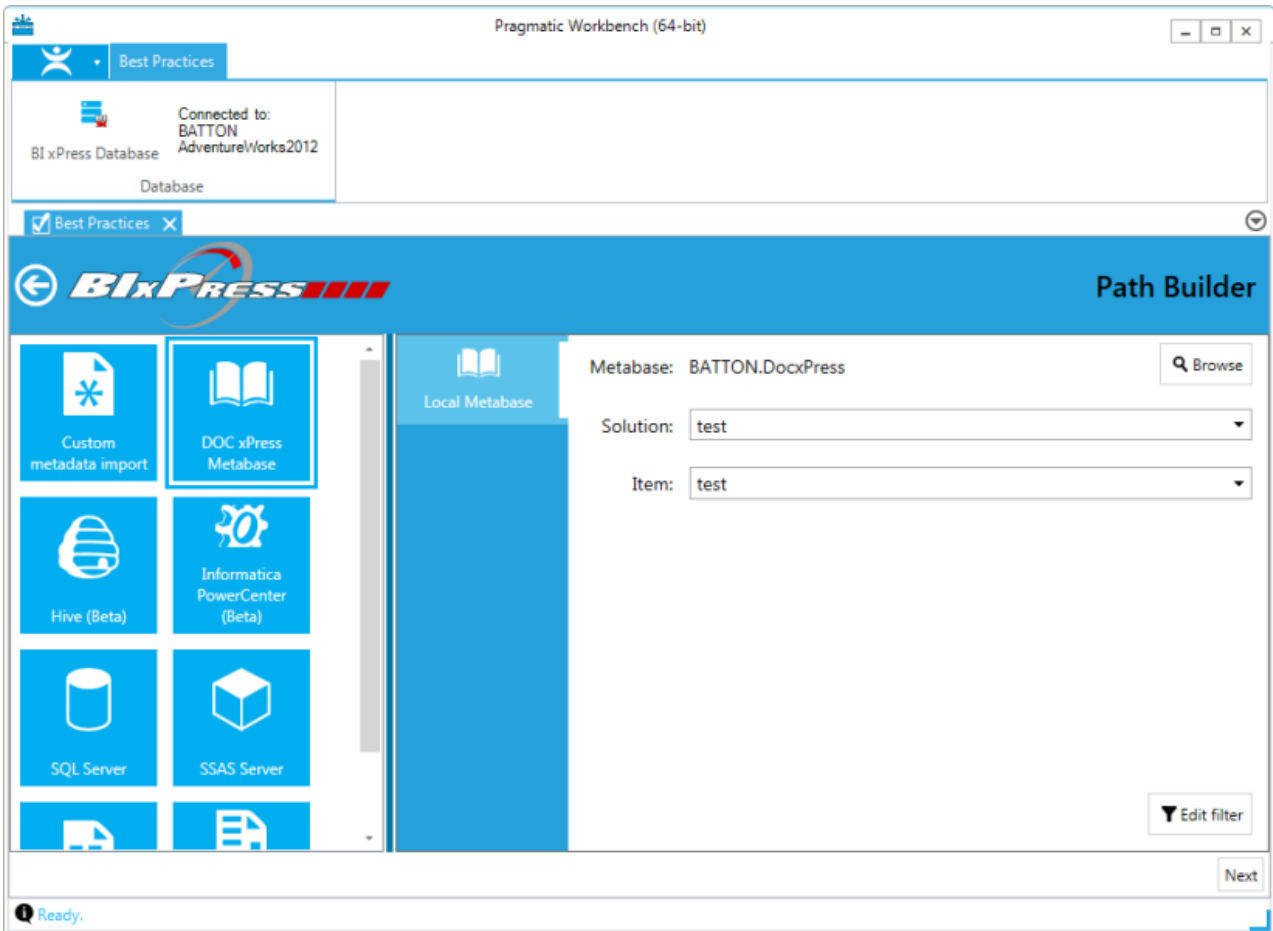 Pragmatic Workbench (64-bit)
Best Practices
Connected to:
BATTON
AdventureWorks2012
BI xPress Database
Database
Best Practices
BIxPRESS
Path Builder
Custom
metadata import
DOC xPress
Metabase
Hive (Beta)
Informatica
PowerCenter
(Beta)
SQL Server
SSAS Server
Local Metabase
Metabase: BATTON.DocxPress
Browse
Solution: test
Item: test
Edit filter
Next
Ready.